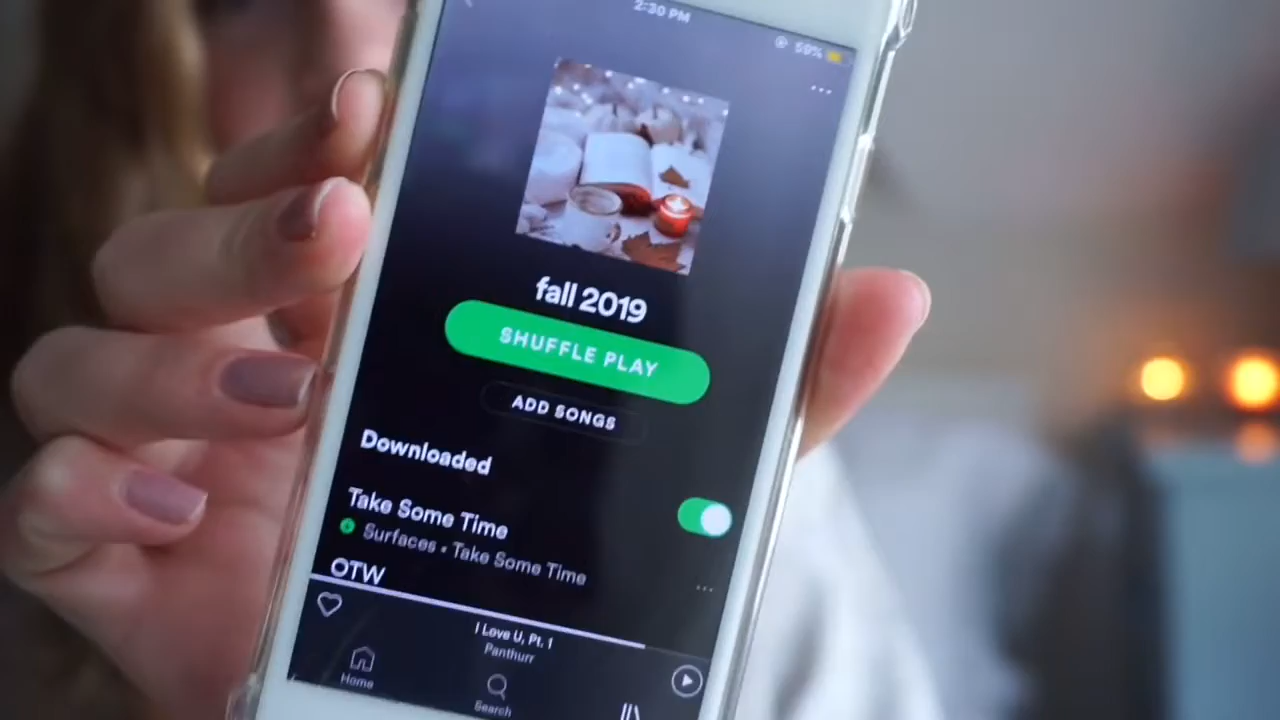 2:30 PM
59%
fall 2019
SHUFFLE PLAY
ADD SONGS
Downloaded
Take Some Time
Surfaces • Take Some Time
OTW
I Love U, Pt. 1
Panthurr
Home
Search